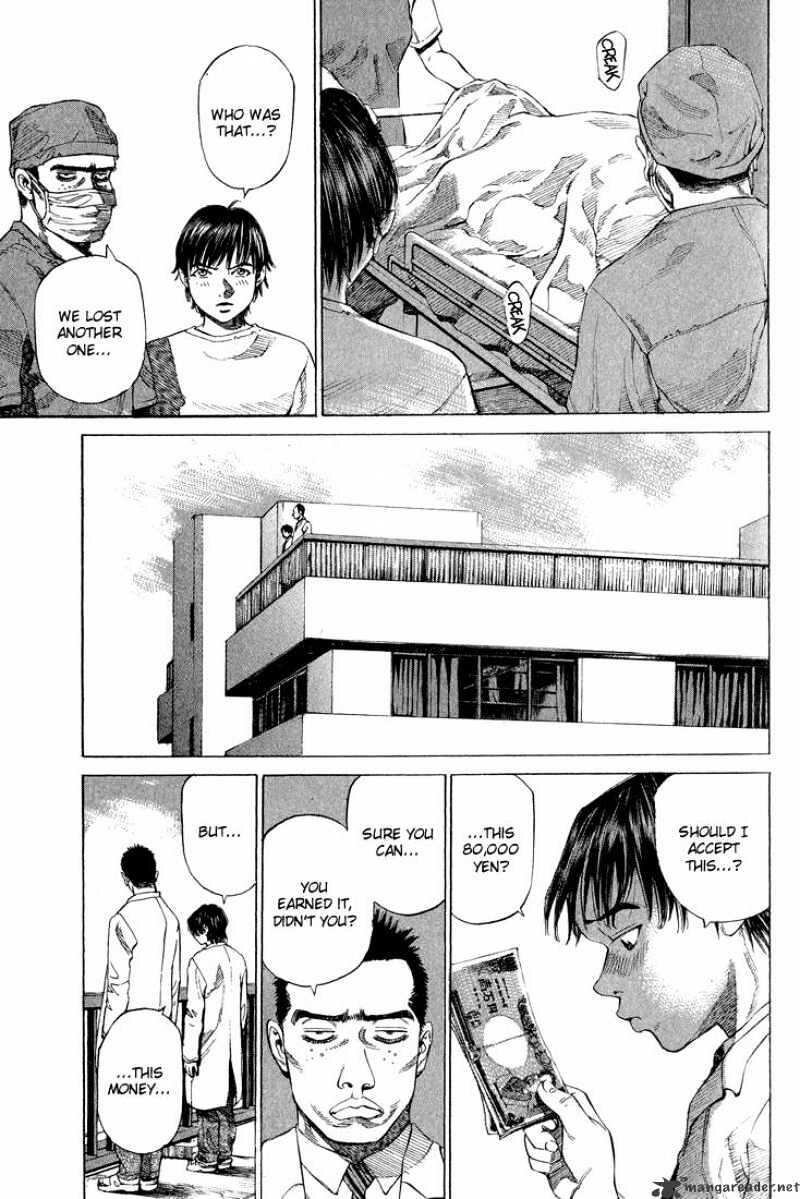 CREAK
CREAK
WHO WAS
THAT...?
WE LOST
ANOTHER
ONE...
SHOULD I
ACCEPT
THIS...?
...THIS
80,000
YEN?
SURE YOU
CAN...
YOU
EARNED IT,
DIDN'T YOU?
BUT...
...THIS
MONEY...
mangareader.net